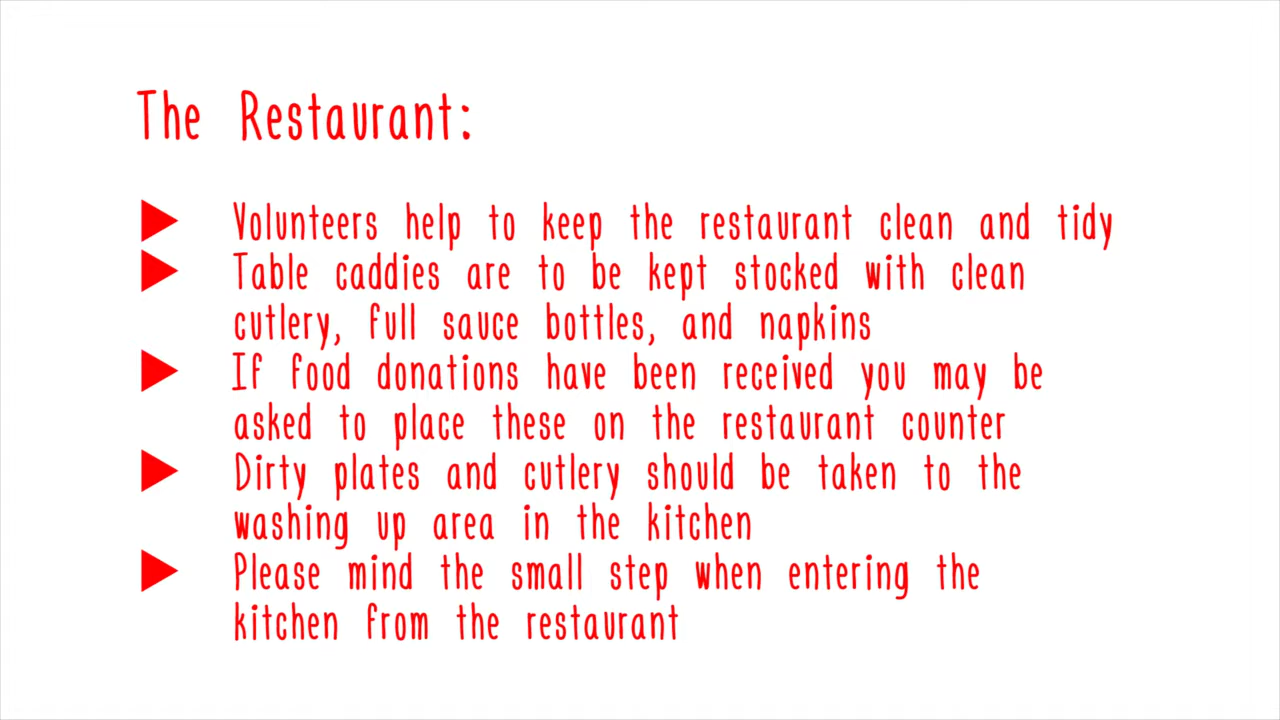 The Restaurant:
Volunteers help to keep the restaurant clean and tidy
Table caddies are to be kept stocked with clean
cutlery, full sauce bottles, and napkins
If food donations have been received you may be
asked to place these on the restaurant counter
Dirty plates and cutlery should be taken to the
washing up area in the kitchen
Please mind the small step when entering the
kitchen from the restaurant